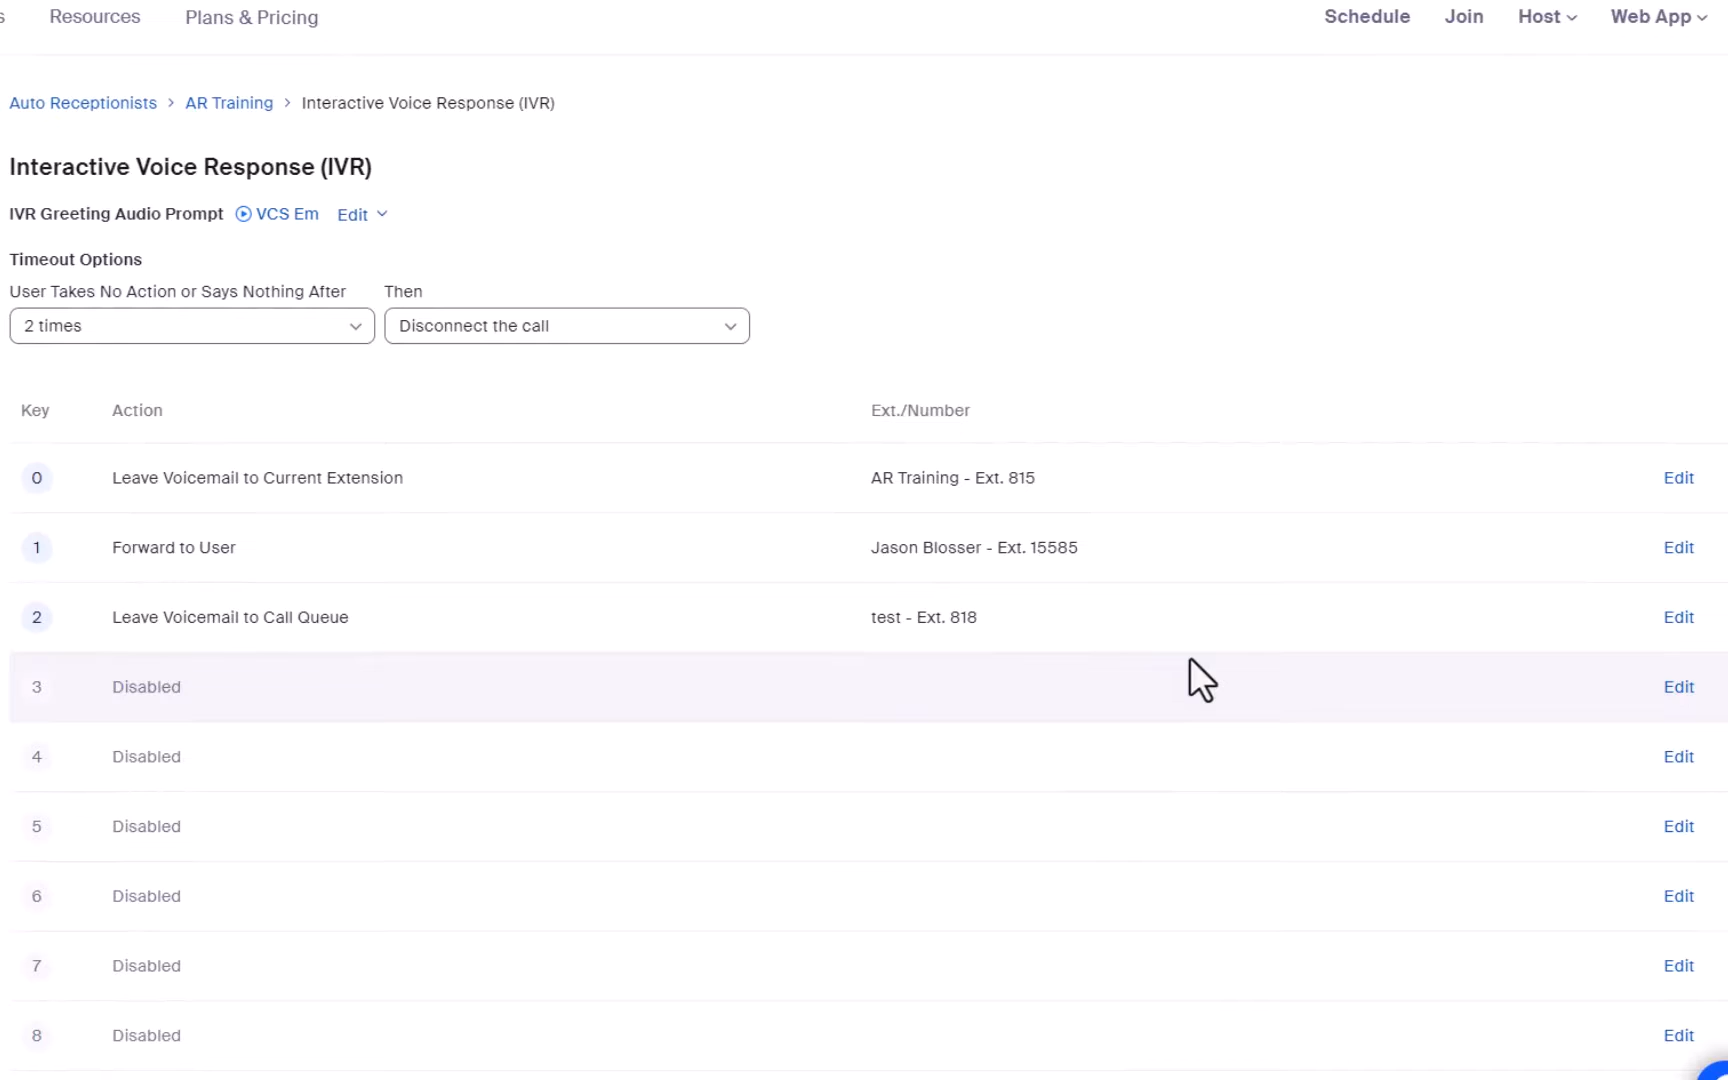 s Resources Plans & Pricing Schedule Join Host Web App
Auto Receptionists > AR Training > Interactive Voice Response (IVR)
Interactive Voice Response (IVR)
IVR Greeting Audio Prompt VCS Em Edit
Timeout Options
User Takes No Action or Says Nothing After Then
2 times Disconnect the call
Key Action Ext./Number
0 Leave Voicemail to Current Extension AR Training - Ext. 815 Edit
1 Forward to User Jason Blosser - Ext. 15585 Edit
2 Leave Voicemail to Call Queue test - Ext. 818 Edit
3 Disabled Edit
4 Disabled Edit
5 Disabled Edit
6 Disabled Edit
7 Disabled Edit
8 Disabled Edit